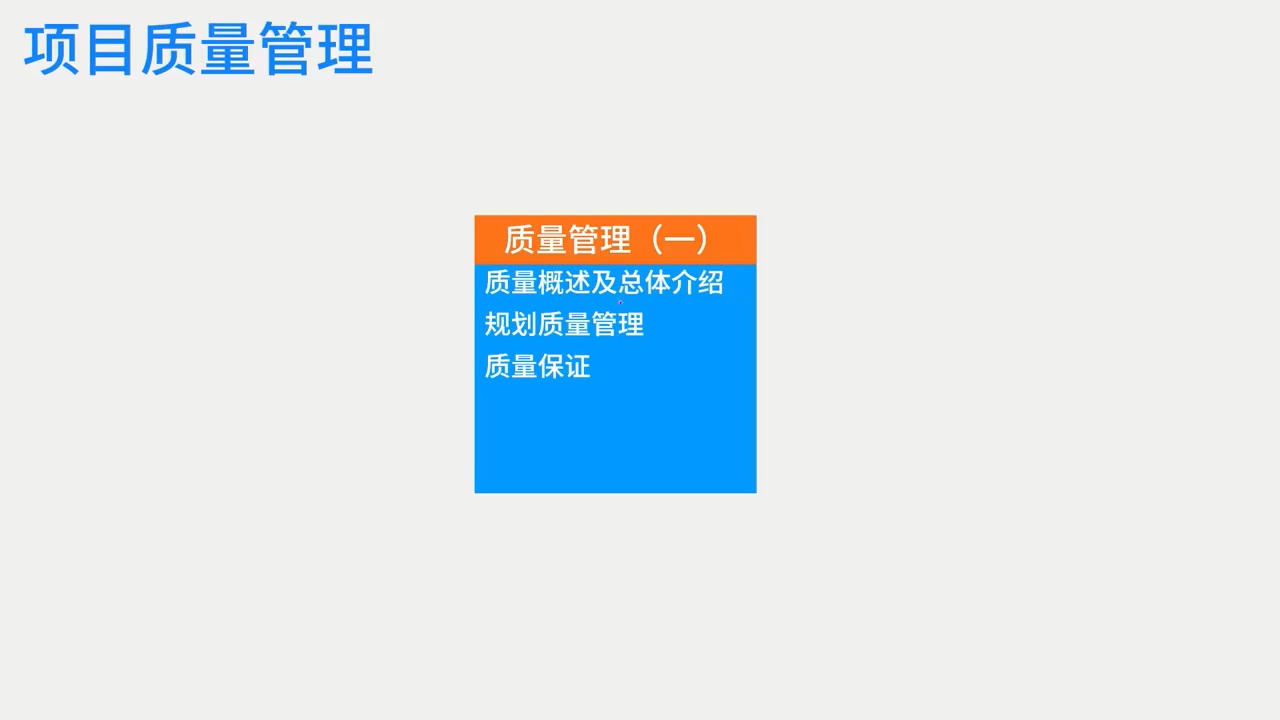 项目质量管理
质量管理（一）
质量概述及总体介绍
规划质量管理
质量保证